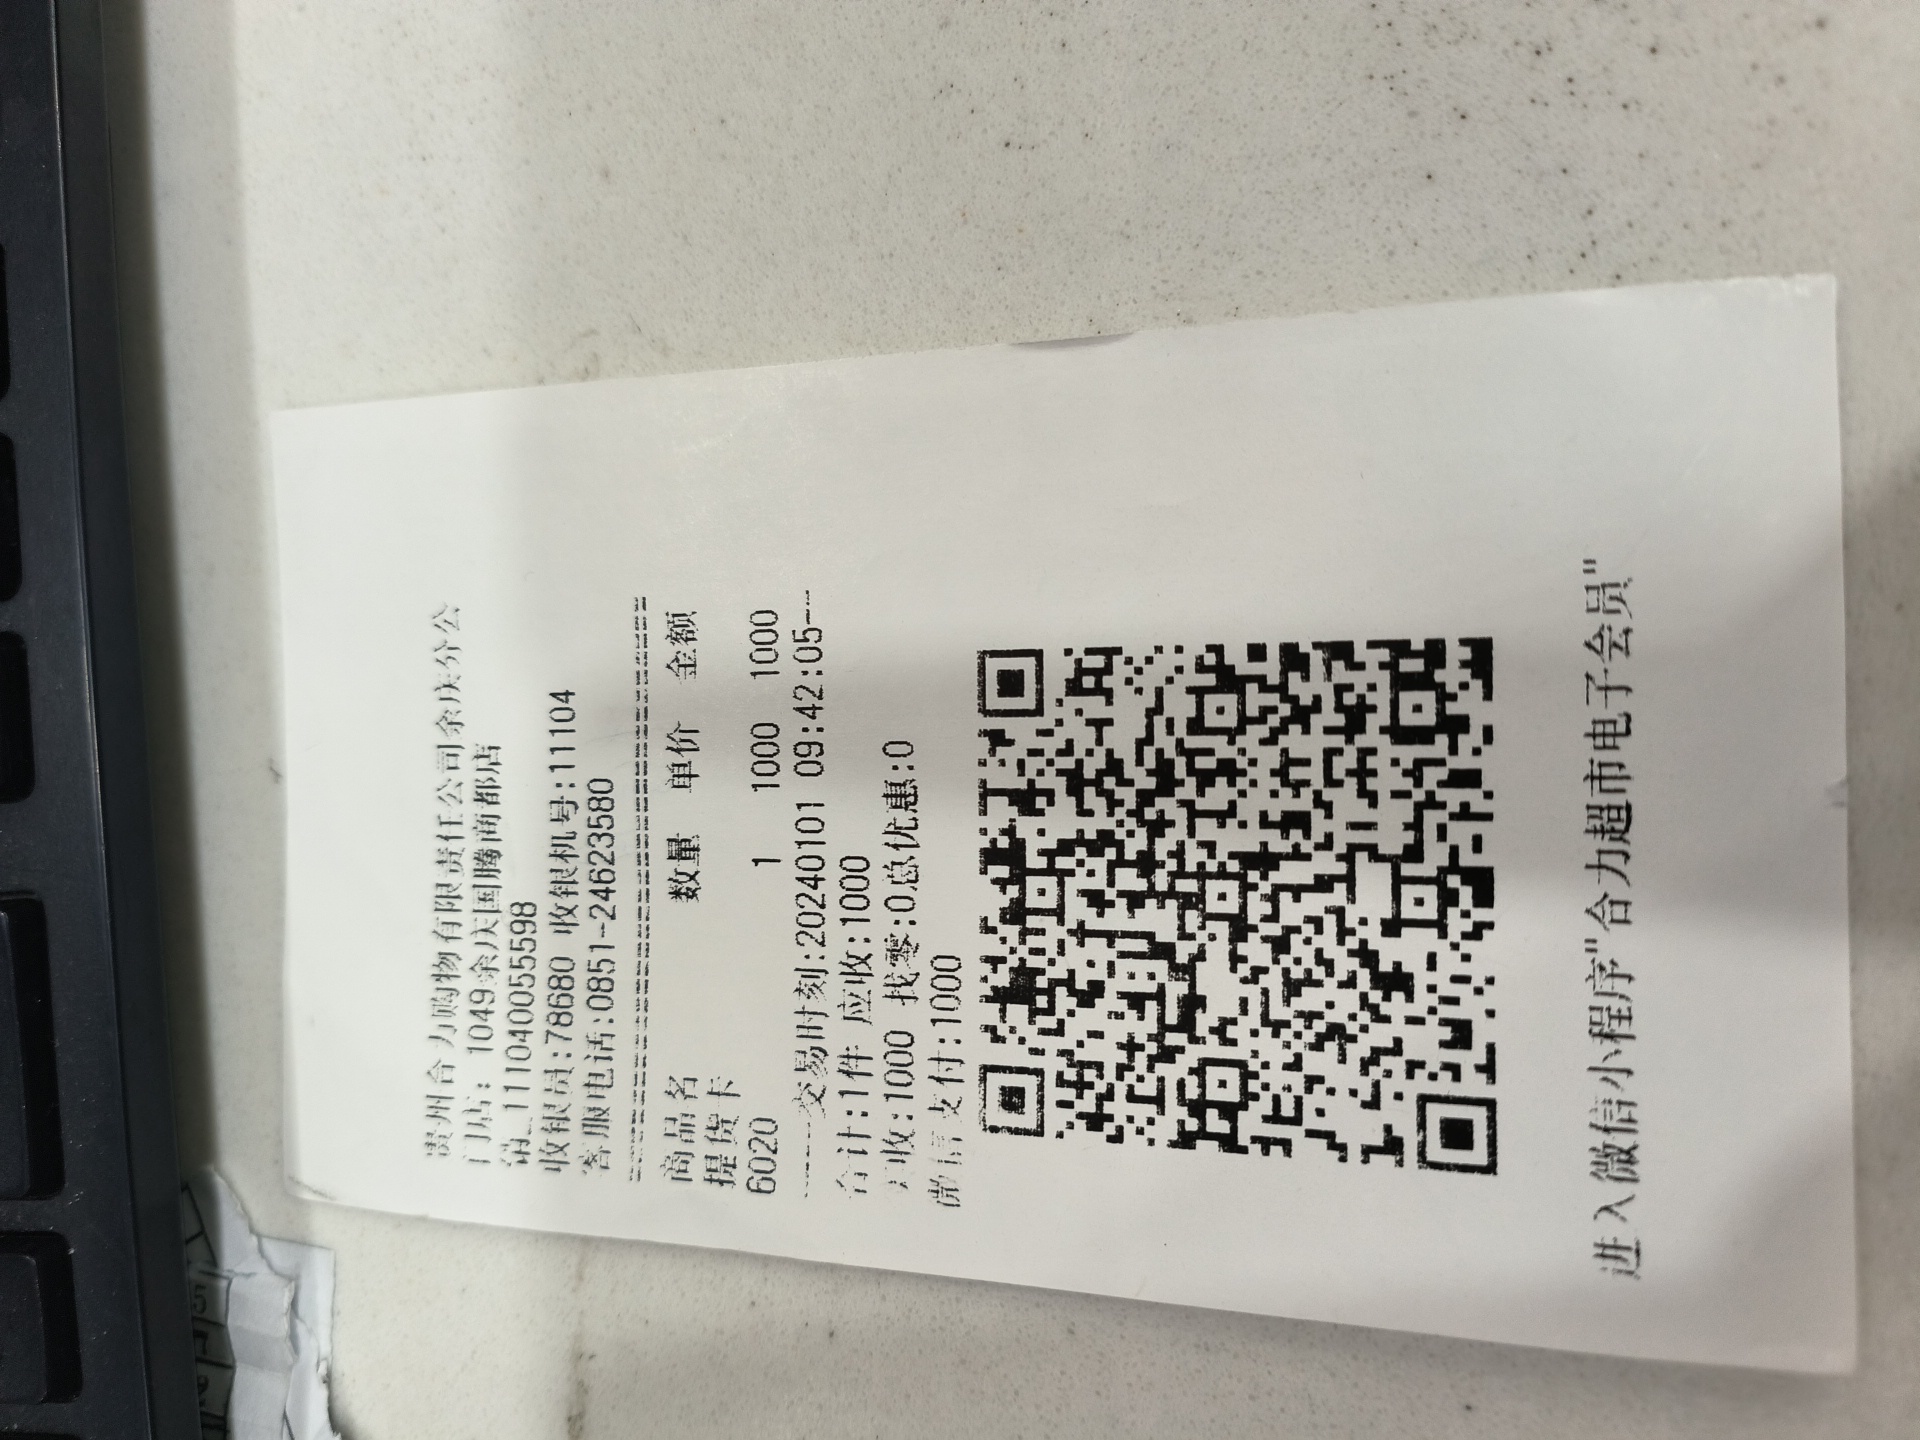 贵州合力购物有限责任公司余庆分公
门店: 1049余庆国腾商都店
111040055598
收银员:78680 收银机号:11104
客服电话:0851-24623580
商品名 数量 单价 金额
提货卡
6020 1 1000 1000
-----交易时刻:20240101 09:42:05---
合计:1件 应收:1000
收:1000 找零:0总优惠:0
微信支付:1000
进入微信小程序"合力超市电子会员"